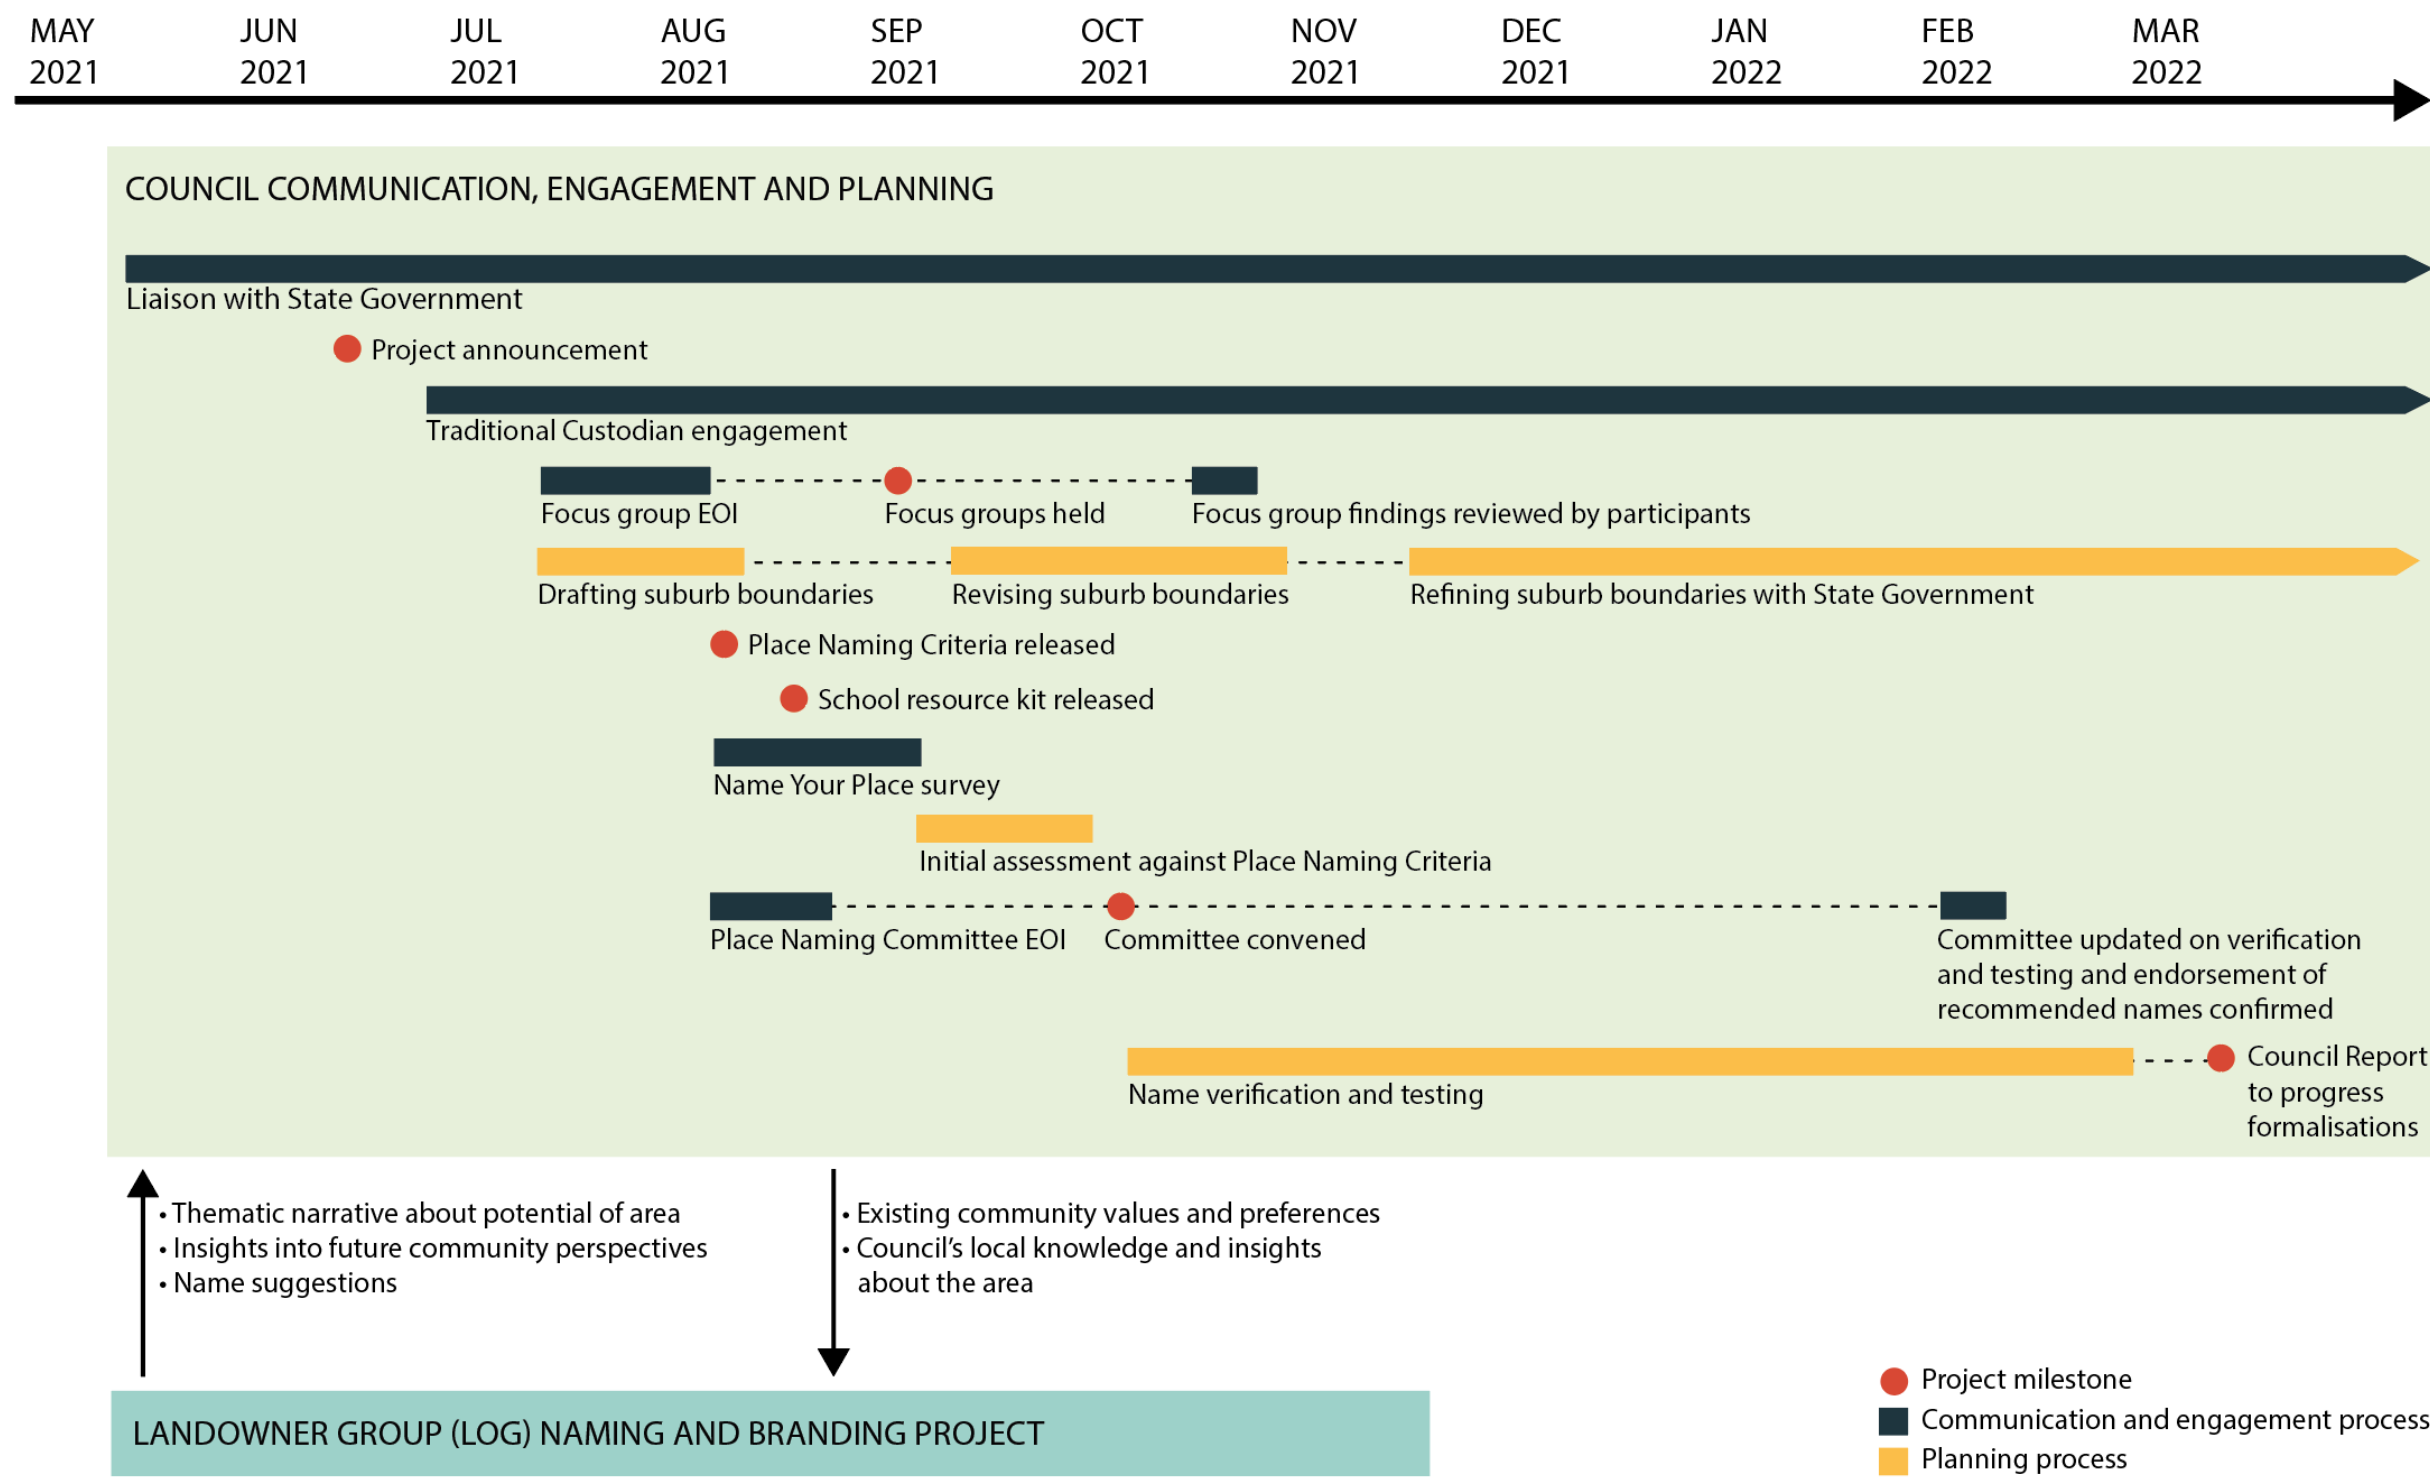 MAY JUN JUL AUG SEP OCT NOV DEC JAN FEB MAR
2021 2021 2021 2021 2021 2021 2021 2021 2022 2022 2022
COUNCIL COMMUNICATION, ENGAGEMENT AND PLANNING
Liaison with State Government
Project announcement
Traditional Custodian engagement
Focus group EOI
Focus groups held
Focus group findings reviewed by participants
Drafting suburb boundaries
Revising suburb boundaries
Refining suburb boundaries with State Government
Place Naming Criteria released
School resource kit released
Name Your Place survey
Initial assessment against Place Naming Criteria
Place Naming Committee EOI
Committee convened
Committee updated on verification
and testing and endorsement of
recommended names confirmed
Name verification and testing
Council Report
to progress
formalisations
• Thematic narrative about potential of area
• Insights into future community perspectives
• Name suggestions
• Existing community values and preferences
• Council’s local knowledge and insights
about the area
LANDOWNER GROUP (LOG) NAMING AND BRANDING PROJECT
Project milestone
Communication and engagement process
Planning process